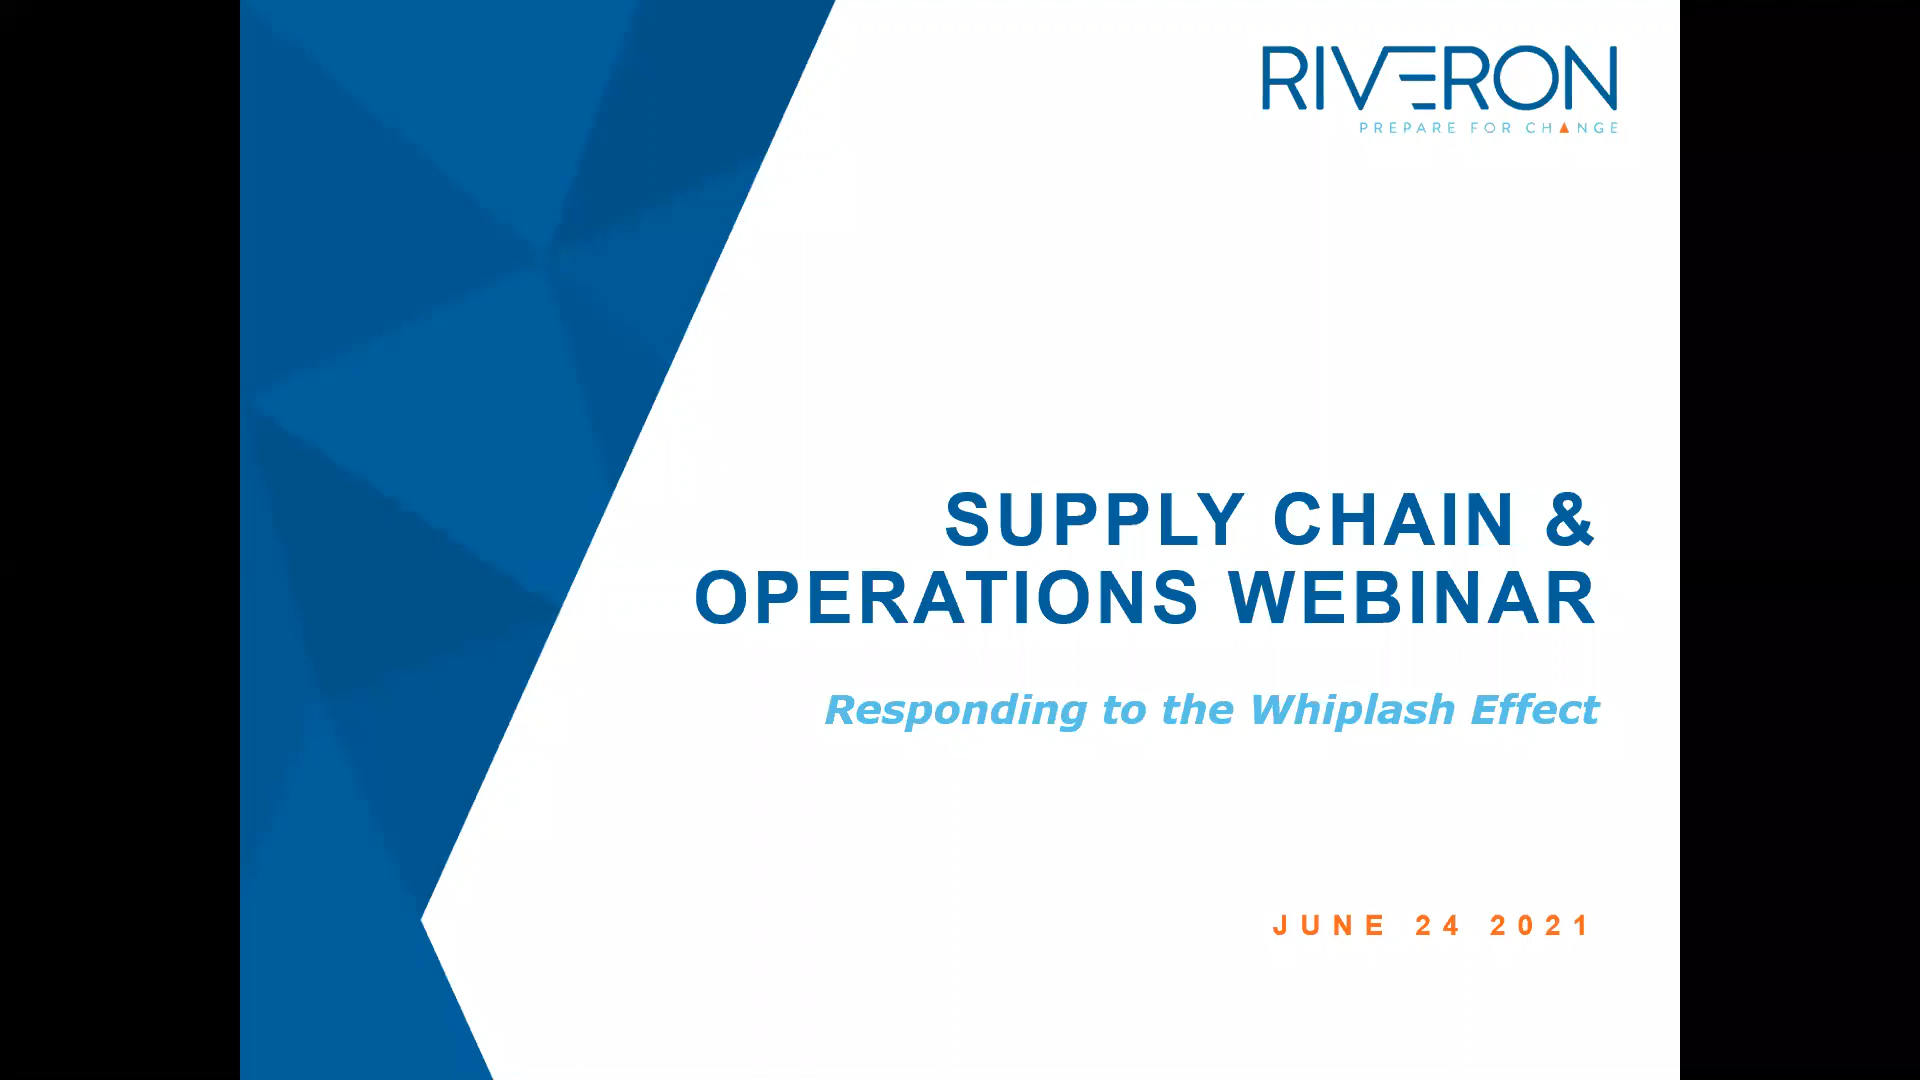 RIVERON
PREPARE FOR CHANGE
SUPPLY CHAIN &
OPERATIONS WEBINAR
Responding to the Whiplash Effect
JUNE 24 2021